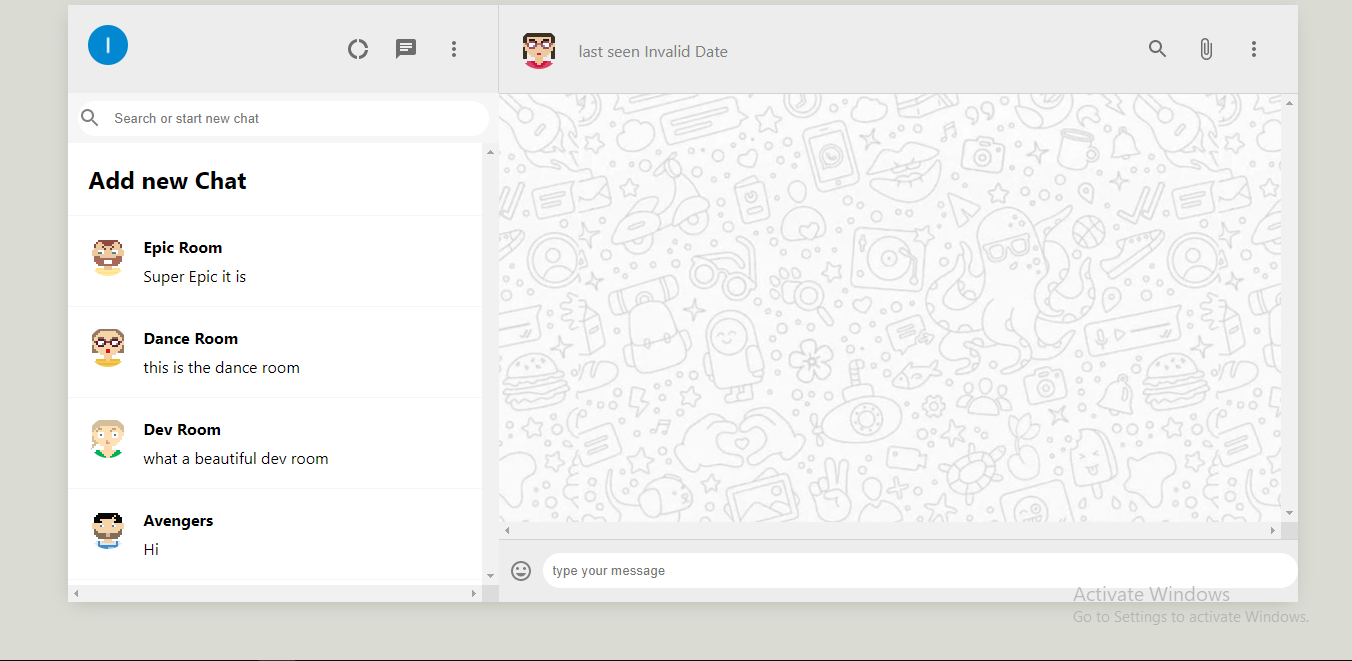 I
last seen Invalid Date
Search or start new chat
Add new Chat
Epic Room
Super Epic it is
Dance Room
this is the dance room
Dev Room
what a beautiful dev room
Avengers
Hi
type your message
Activate Windows
Go to Settings to activate Windows.